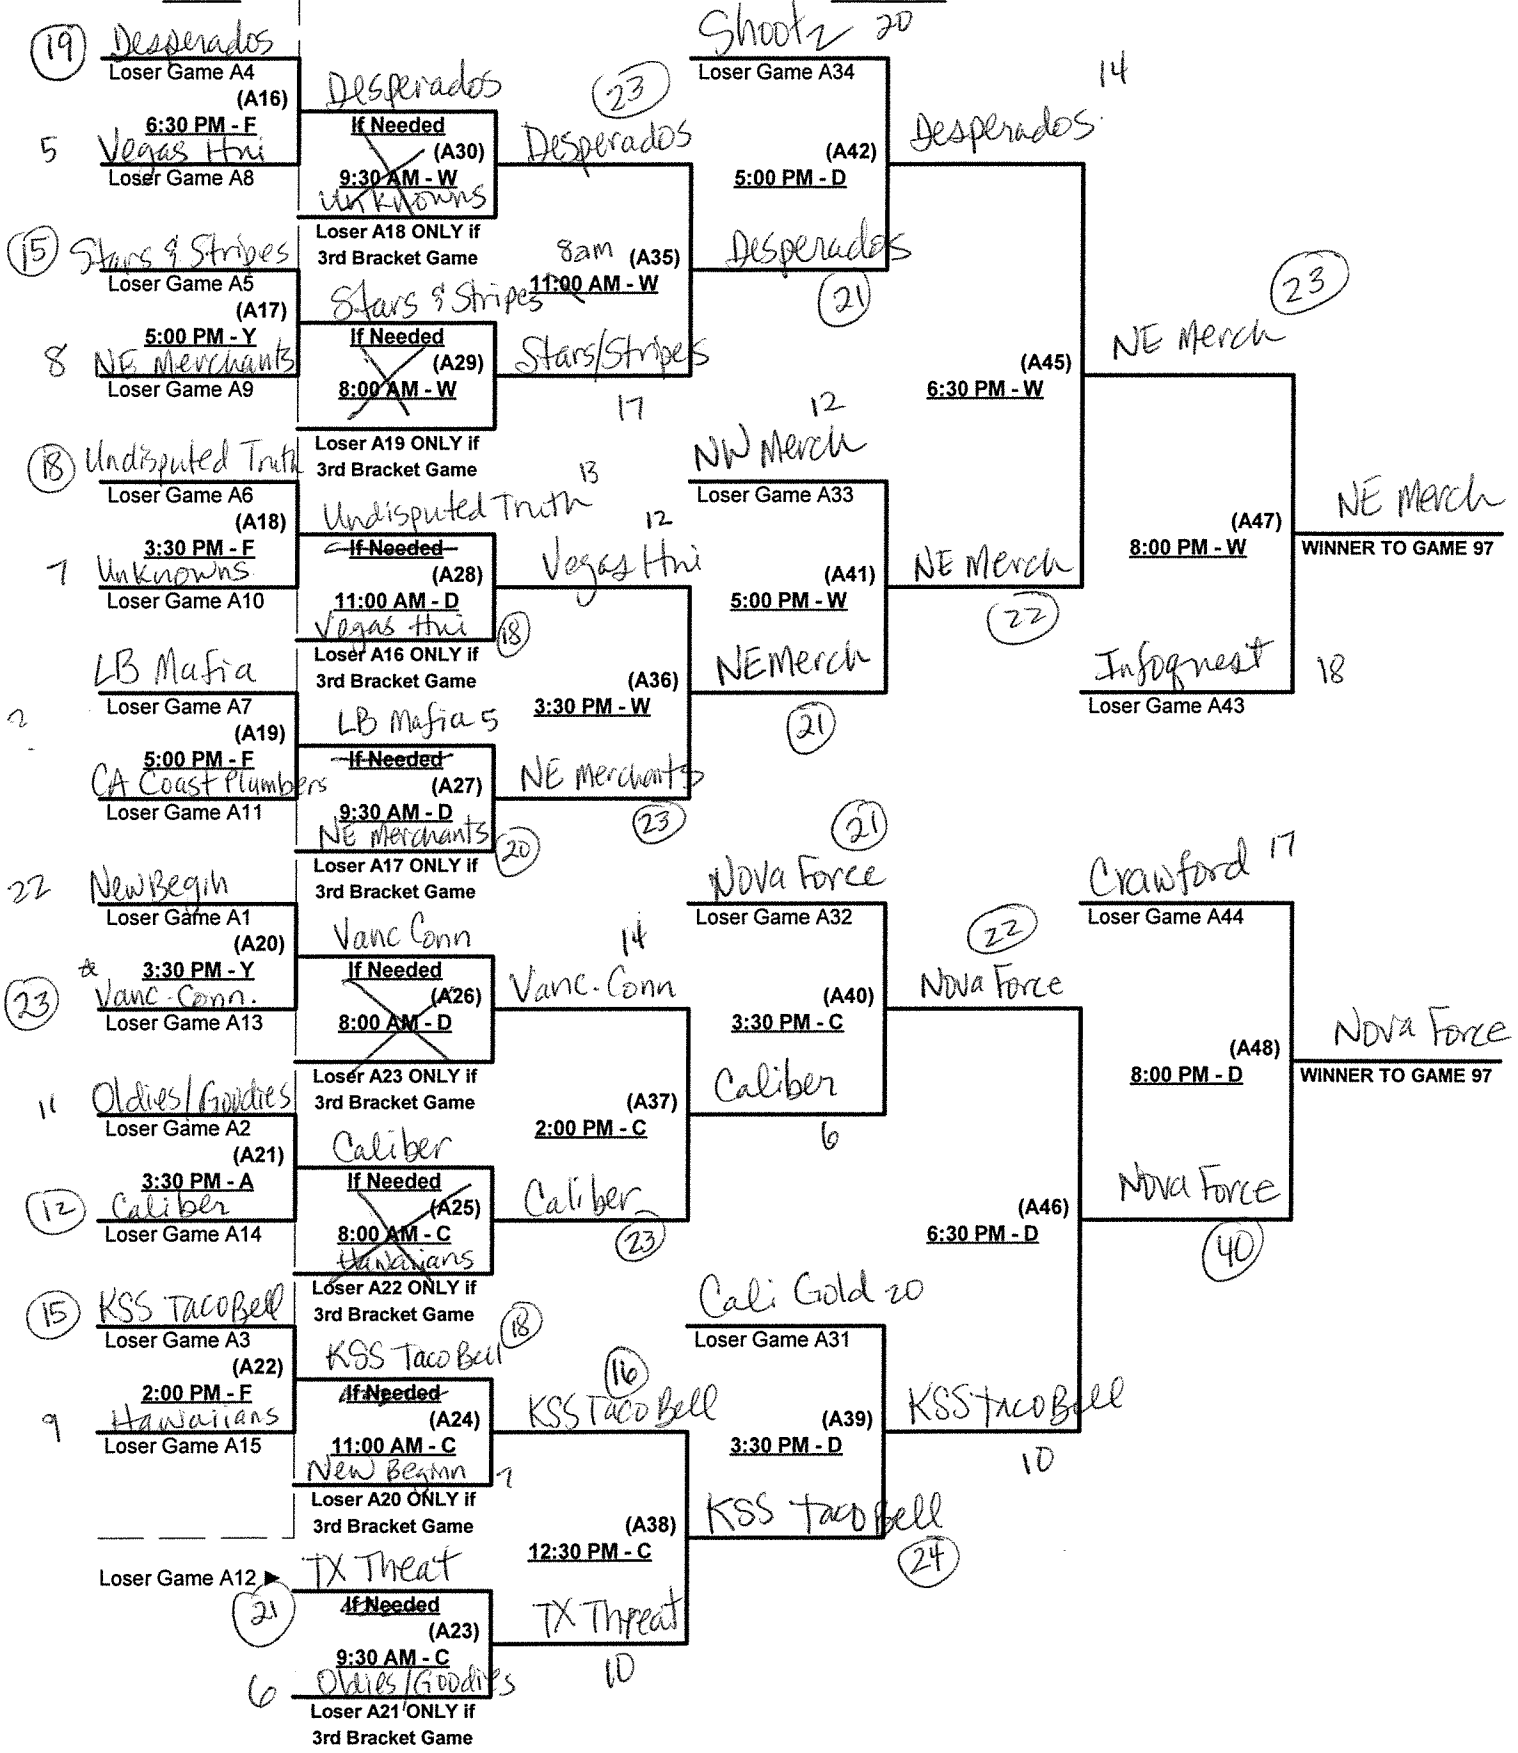 Shootz 20
19 Desperados
Loser Game A4
Loser Game A34
14
(A16)
Desperados
23
6:30 PM - F
If Needed
Desperados
Desperados
5 Vegas Hni
(A30)
(A42)
Loser Game A8
9:30 AM - W
5:00 PM - D
Unknowns
Loser A18 ONLY if
3rd Bracket Game
15 Stars & Stripes
8am (A35)
Desperados
Loser Game A5
11:00 AM - W
21
23
(A17)
Stars & Stripes
5:00 PM - Y
If Needed
Stars/Stripes
NE Merch
8 NE Merchants
(A29)
(A45)
Loser Game A9
8:00 AM - W
6:30 PM - W
17
12
Loser A19 ONLY if
3rd Bracket Game
NW Merch
18 Undisputed Truth
Loser Game A6
Loser Game A33
13
NE Merch
(A18)
Undisputed Truth
12
(A47)
3:30 PM - F
If Needed
Vegas Hni
8:00 PM - W
WINNER TO GAME 97
7 Unknowns
(A28)
(A41)
NE Merch
Loser Game A10
11:00 AM - D
5:00 PM - W
22
Vegas Hni 18
Loser A16 ONLY if
3rd Bracket Game
LB Mafia
(A36)
NE Merch
Infoquest 18
Loser Game A7
3:30 PM - W
21
Loser Game A43
(A19)
LB Mafia 5
5:00 PM - F
If Needed
NE Merchants
CA Coast Plumbers
(A27)
Loser Game A11
9:30 AM - D
23
NE Merchants 20
Loser A17 ONLY if
3rd Bracket Game
21
22 New Begin
Nova Force
Crawford 17
Loser Game A1
Loser Game A32
Loser Game A44
(A20)
Vanc Conn
14
22
3:30 PM - Y
If Needed
Vanc. Conn
Nova Force
23 Vanc. Conn.
(A26)
(A40)
Loser Game A13
8:00 AM - D
3:30 PM - C
Nova Force
(A48)
Loser A23 ONLY if
3rd Bracket Game
8:00 PM - D
WINNER TO GAME 97
11 Oldies/Goodies
(A37)
Caliber
Loser Game A2
2:00 PM - C
6
(A21)
Caliber
3:30 PM - A
If Needed
Caliber
Nova Force
12 Caliber
(A25)
(A46)
Loser Game A14
8:00 AM - C
23
6:30 PM - D
40
Hawaiians
Loser A22 ONLY if
3rd Bracket Game
Cali Gold 20
15 KSS Taco Bell
Loser Game A3
Loser Game A31
18
(A22)
KSS Taco Bell
16
2:00 PM - F
If Needed
KSS Taco Bell
KSS Taco Bell
9 Hawaiians
(A24)
(A39)
Loser Game A15
11:00 AM - C
3:30 PM - D
10
New Beginn 7
Loser A20 ONLY if
3rd Bracket Game
(A38)
KSS Taco Bell
12:30 PM - C
24
Loser Game A12 ►
TX Theat
21
If Needed
TX Threat
(A23)
9:30 AM - C
10
6 Oldies/Goodies
Loser A21 ONLY if
3rd Bracket Game